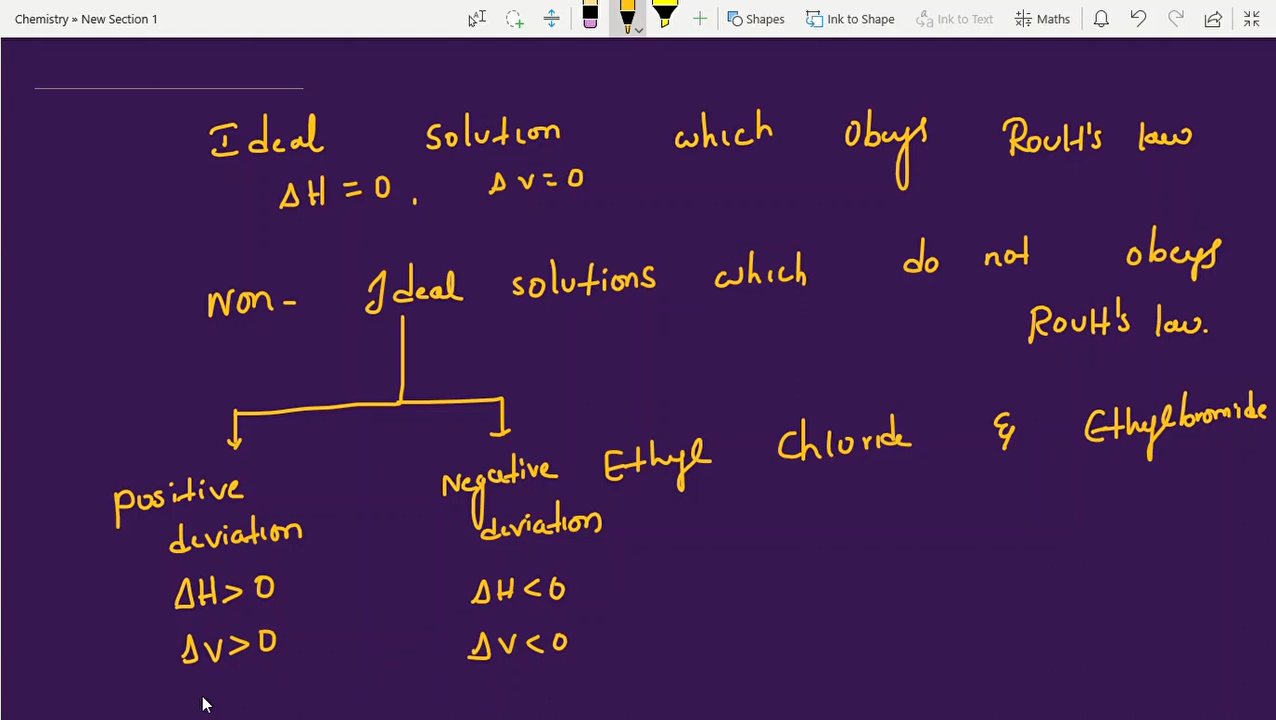 Chemistry » New Section 1
Shapes Ink to Shape Ink to Text Maths
Ideal solution which obeys Roult's law
ΔH = 0, ΔV = 0
Non- Ideal solutions which do not obeys
Roult's law.
Ethyl Chloride & Ethylbromide
Positive deviation
Negative deviation
ΔH > 0
ΔH < 0
ΔV > 0
ΔV < 0